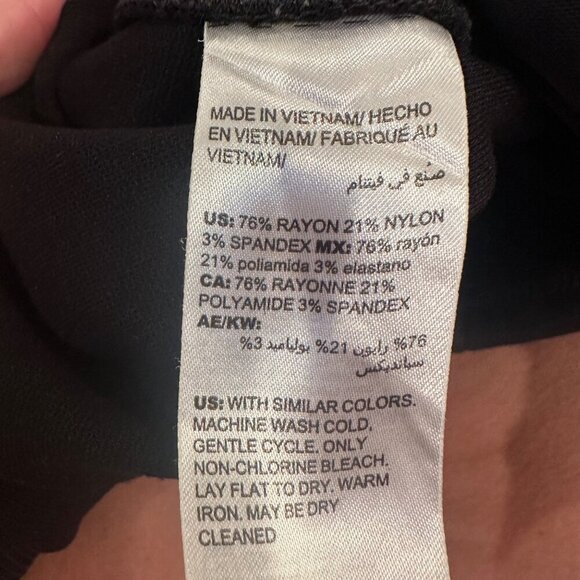 MADE IN VIETNAM/ HECHO
EN VIETNAM/ FABRIQUÉ AU
VIETNAM/
صُنع في فيتنام
US: 76% RAYON 21% NYLON
3% SPANDEX MX: 76% rayón
21% poliamida 3% elastano
CA: 76% RAYONNE 21%
POLYAMIDE 3% SPANDEX
AE/KW:
76% رايون 21% بولياميد 3%
سباندیکس
US: WITH SIMILAR COLORS.
MACHINE WASH COLD.
GENTLE CYCLE. ONLY
NON-CHLORINE BLEACH.
LAY FLAT TO DRY. WARM
IRON. MAY BE DRY
CLEANED